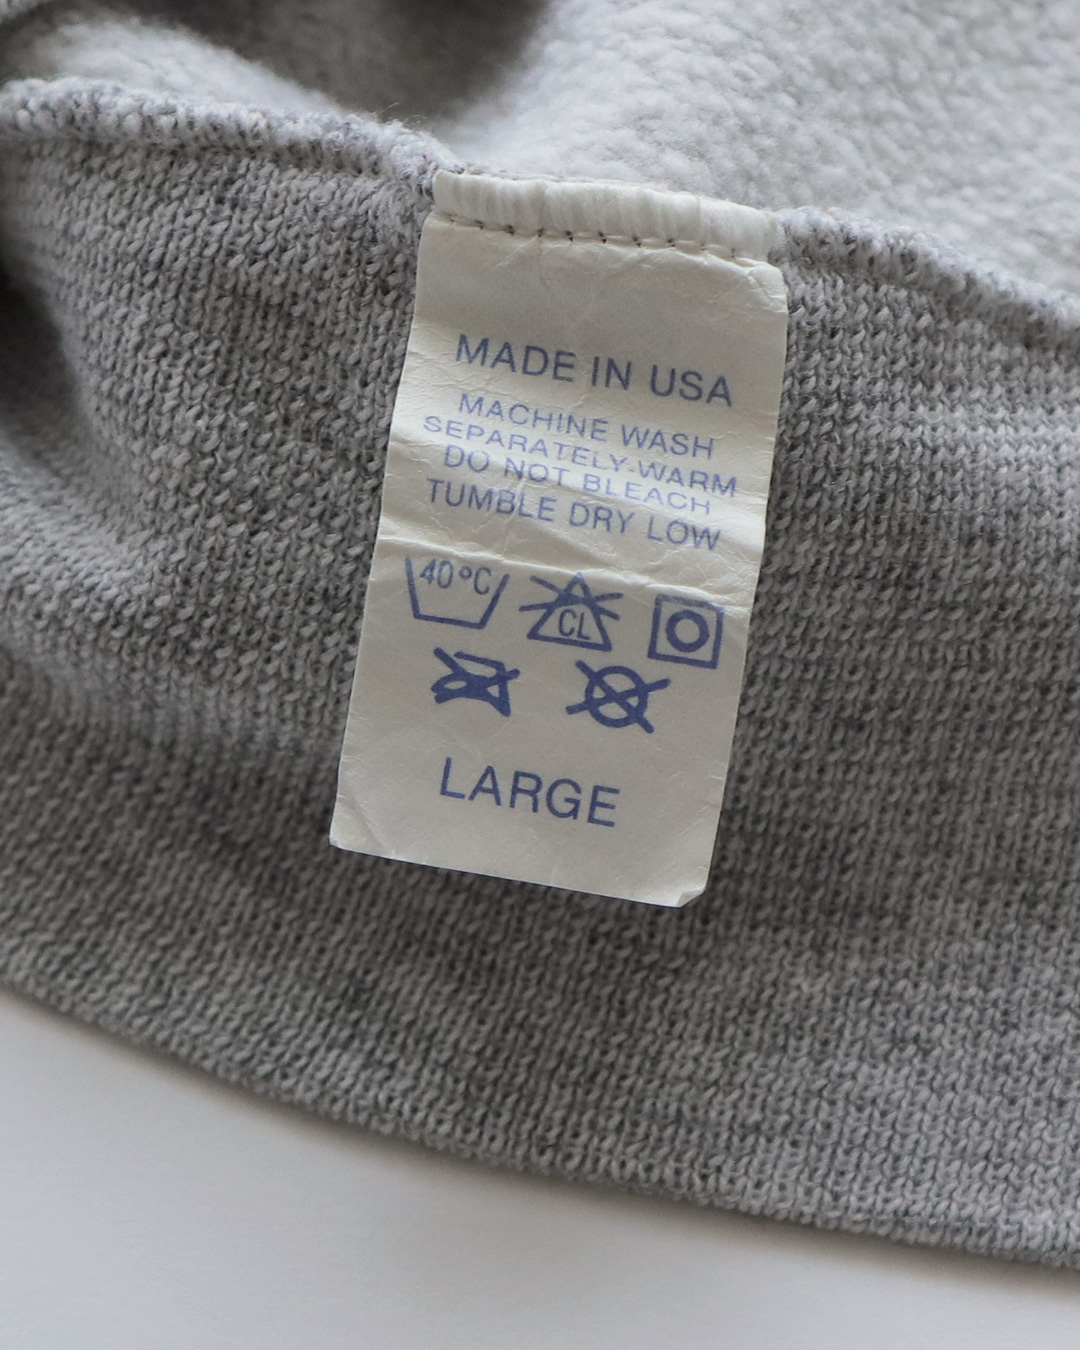 MADE IN USA
MACHINE WASH
SEPARATELY-WARM
DO NOT BLEACH
TUMBLE DRY LOW
40°C CL
LARGE